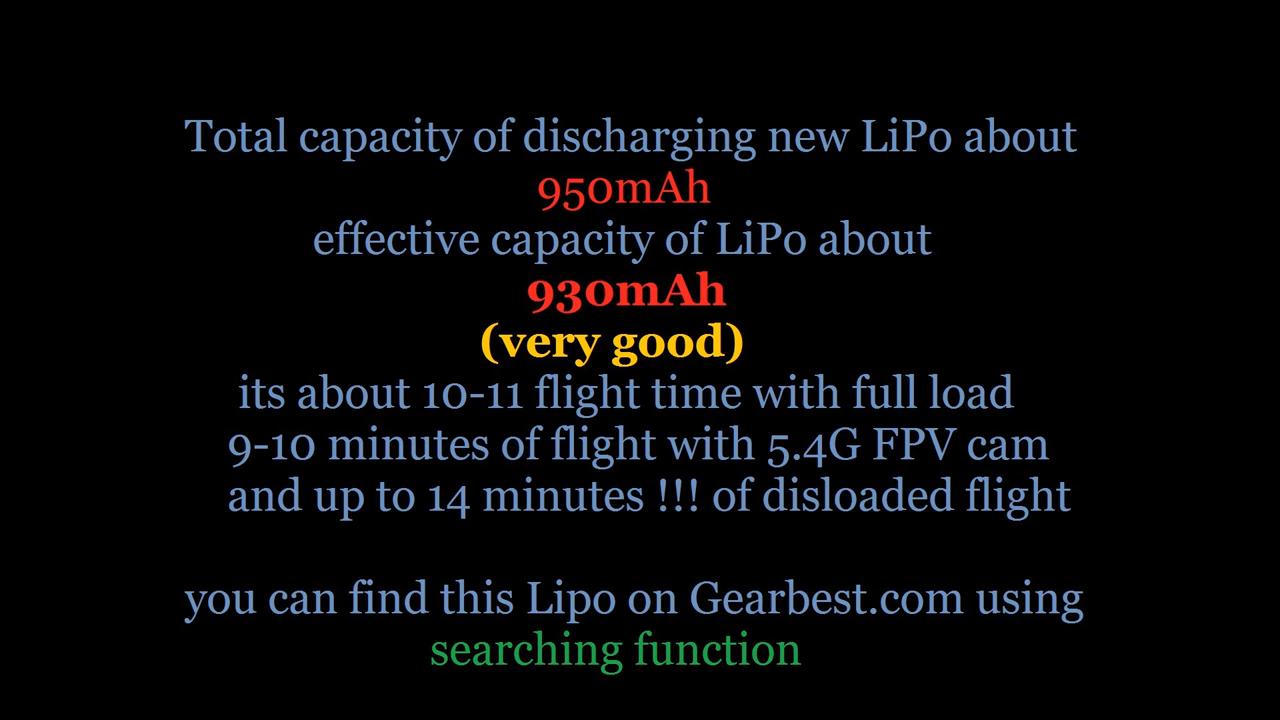 Total capacity of discharging new LiPo about
950mAh
effective capacity of LiPo about
930mAh
(very good)
its about 10-11 flight time with full load
9-10 minutes of flight with 5.4G FPV cam
and up to 14 minutes !!! of disloaded flight
you can find this Lipo on Gearbest.com using
searching function